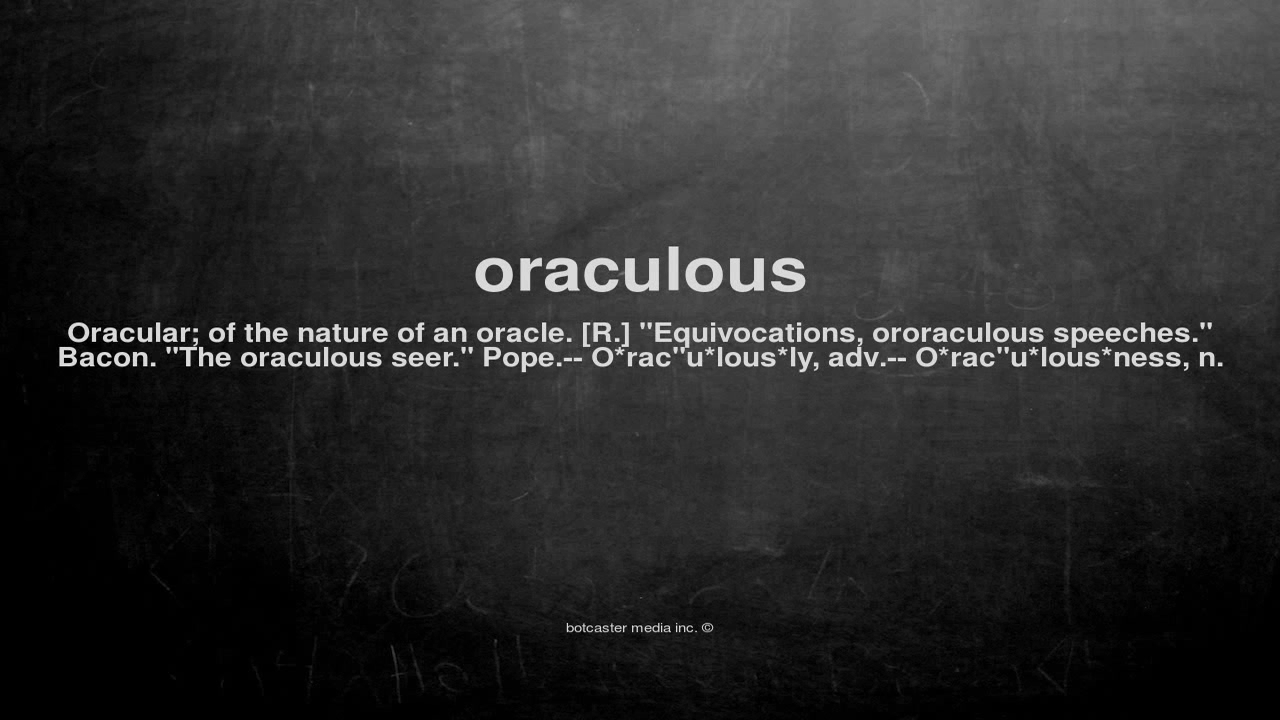 oraculous
Oracular; of the nature of an oracle. [R.] "Equivocations, ororaculous speeches."
Bacon. "The oraculous seer." Pope.-- O*rac"u*lous*ly, adv.-- O*rac"u*lous*ness, n.
botcaster media inc. ©